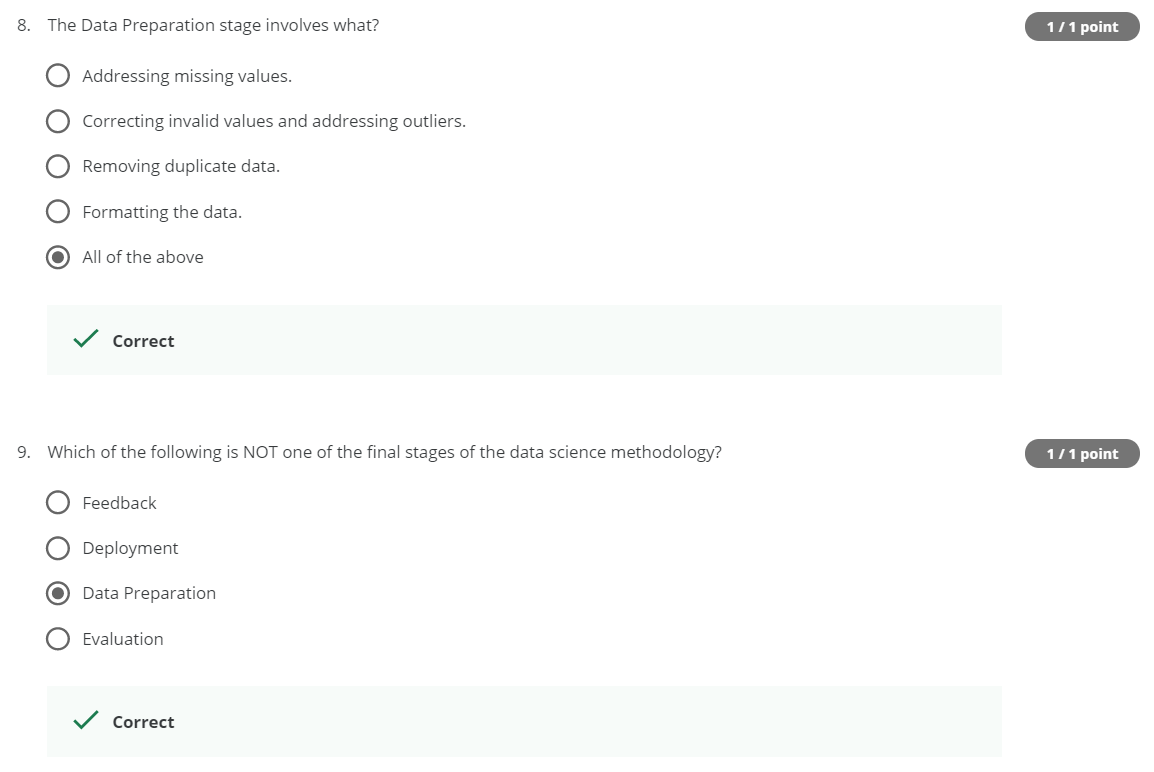 8. The Data Preparation stage involves what?
1 / 1 point
Addressing missing values.
Correcting invalid values and addressing outliers.
Removing duplicate data.
Formatting the data.
All of the above
Correct
9. Which of the following is NOT one of the final stages of the data science methodology?
1 / 1 point
Feedback
Deployment
Data Preparation
Evaluation
Correct